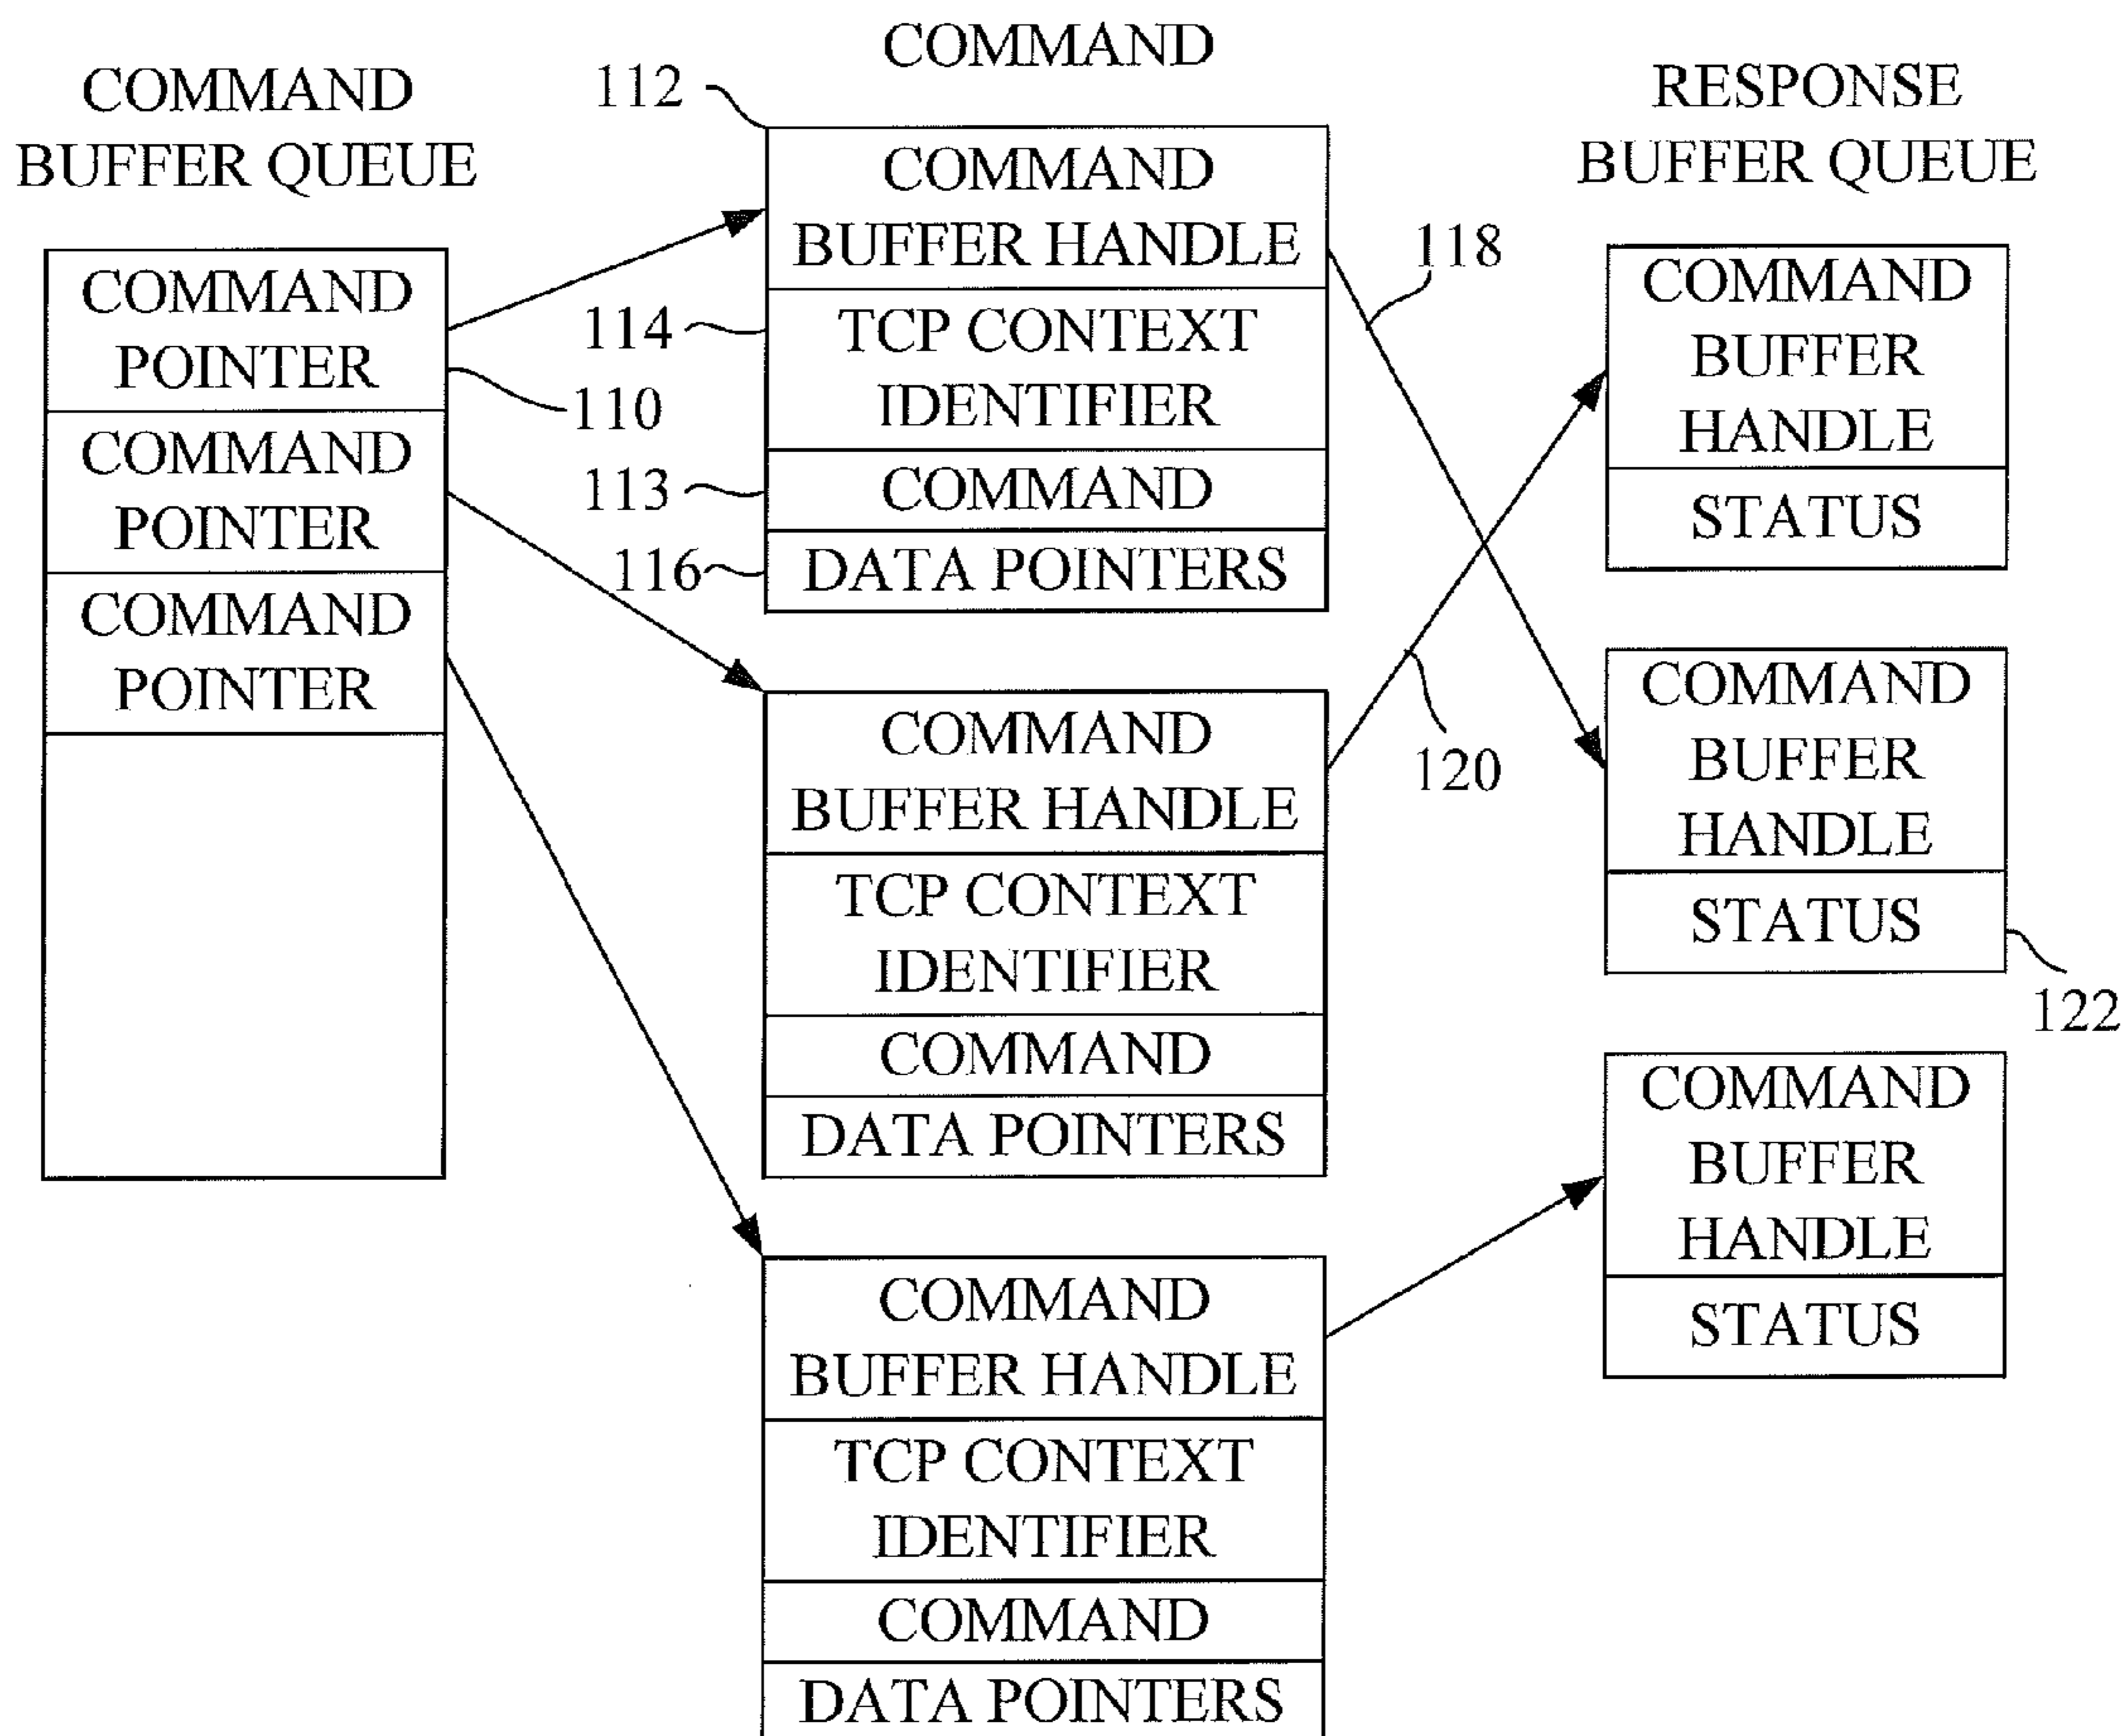 COMMAND
BUFFER QUEUE
COMMAND
POINTER
110
COMMAND
POINTER
COMMAND
POINTER
COMMAND
112
COMMAND
BUFFER HANDLE
114
TCP CONTEXT
IDENTIFIER
113
COMMAND
116
DATA POINTERS
COMMAND
BUFFER HANDLE
TCP CONTEXT
IDENTIFIER
COMMAND
DATA POINTERS
COMMAND
BUFFER HANDLE
TCP CONTEXT
IDENTIFIER
COMMAND
DATA POINTERS
118
120
RESPONSE
BUFFER QUEUE
COMMAND
BUFFER
HANDLE
STATUS
COMMAND
BUFFER
HANDLE
STATUS
122
COMMAND
BUFFER
HANDLE
STATUS